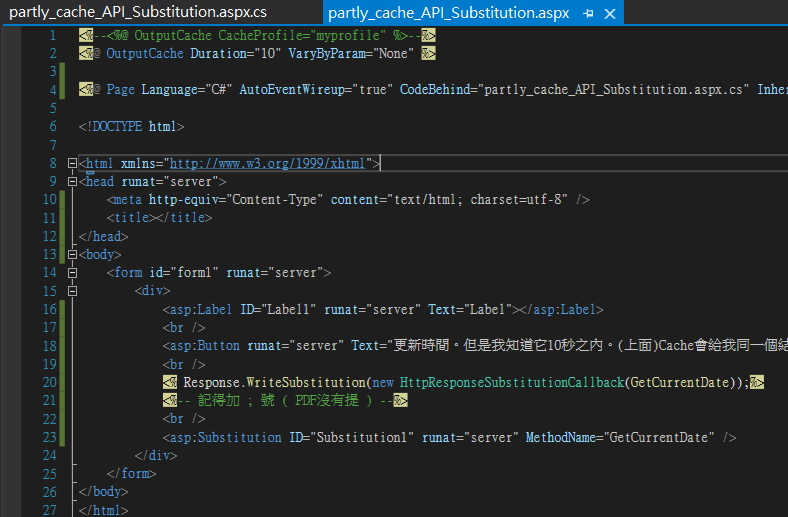 partly_cache_API_Substitution.aspx.cs partly_cache_API_Substitution.aspx
1 <%--<%@ OutputCache CacheProfile="myprofile" %>--%>
2 <%@ OutputCache Duration="10" VaryByParam="None" %>
3
4 <%@ Page Language="C#" AutoEventWireup="true" CodeBehind="partly_cache_API_Substitution.aspx.cs" Inher
5
6 <!DOCTYPE html>
7
8 <html xmlns="http://www.w3.org/1999/xhtml">
9 <head runat="server">
10 <meta http-equiv="Content-Type" content="text/html; charset=utf-8" />
11 <title></title>
12 </head>
13 <body>
14 <form id="form1" runat="server">
15 <div>
16 <asp:Label ID="Label1" runat="server" Text="Label"></asp:Label>
17 <br />
18 <asp:Button runat="server" Text="更新時間。但是我知道它10秒之內。(上面)Cache會給我同一個結
19 <br />
20 <% Response.WriteSubstitution(new HttpResponseSubstitutionCallback(GetCurrentDate));%>
21 <%-- 記得加 ; 號 ( PDF沒有提 ) --%>
22 <br />
23 <asp:Substitution ID="Substitution1" runat="server" MethodName="GetCurrentDate" />
24 </div>
25 </form>
26 </body>
27 </html>